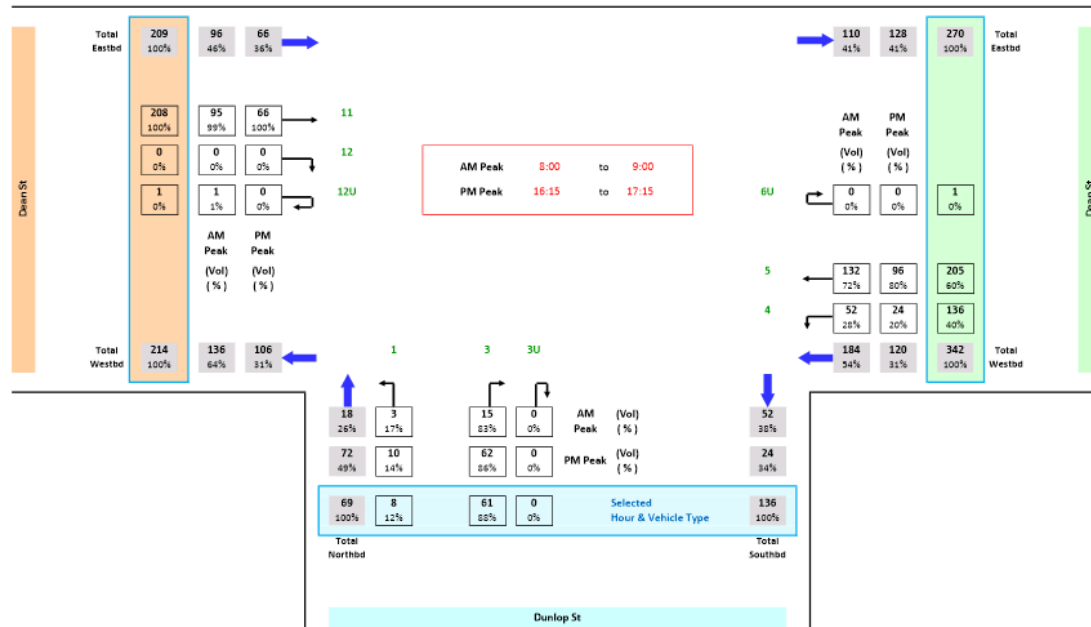 Total Eastbd
209 96 66
100% 46% 36%
110 128 270
41% 41% 100%
Total Eastbd
208 95 66
100% 99% 100%
11
0 0 0
0% 0% 0%
12
1 1 0
0% 1% 0%
12U
AM Peak (Vol) (%)
PM Peak (Vol) (%)
Dean St
AM Peak 8:00 to 9:00
PM Peak 16:15 to 17:15
AM Peak (Vol) (%)
PM Peak (Vol) (%)
6U
0 0 1
0% 0% 0%
5
132 96 205
72% 80% 60%
4
52 24 136
28% 20% 40%
Dean St
Total Westbd
214 136 106
100% 64% 31%
1 3 3U
184 120 342
54% 31% 100%
Total Westbd
18 3 15 0
26% 17% 83% 0%
AM Peak (Vol) (%)
52
38%
72 10 62 0
49% 14% 86% 0%
PM Peak (Vol) (%)
24
34%
69 8 61 0
100% 12% 88% 0%
Selected
Hour & Vehicle Type
136
100%
Total Northbd
Total Southbd
Dunlop St